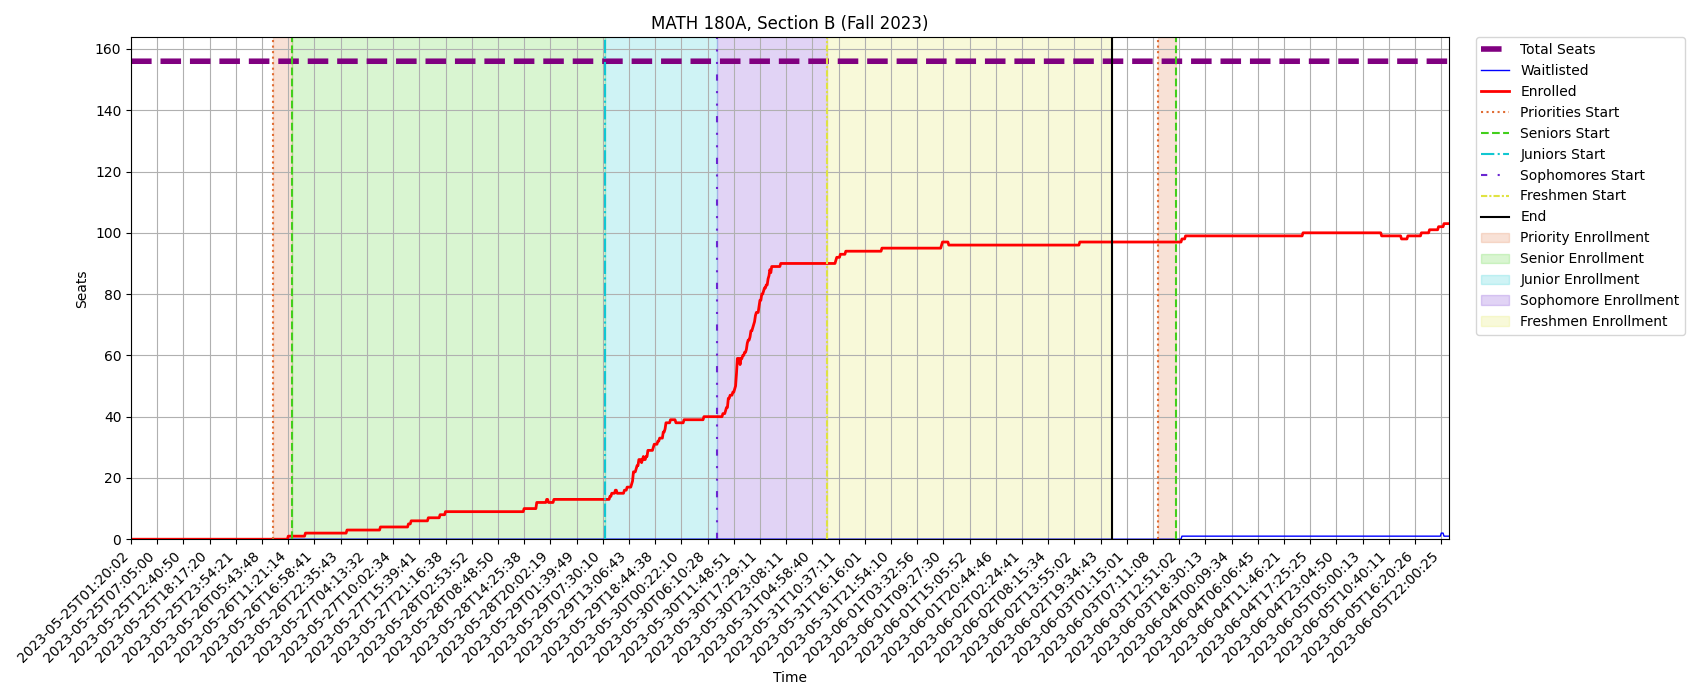 MATH 180A, Section B (Fall 2023)
160
140
120
100
80
60
40
20
0
Seats
2023-05-25T01:20:02
2023-05-25T07:05:00
2023-05-25T12:40:50
2023-05-25T18:17:20
2023-05-25T23:54:21
2023-05-26T05:43:48
2023-05-26T11:21:14
2023-05-26T16:58:41
2023-05-26T22:35:43
2023-05-27T04:13:32
2023-05-27T10:02:34
2023-05-27T15:39:41
2023-05-27T21:16:38
2023-05-28T02:53:52
2023-05-28T08:48:50
2023-05-28T14:25:38
2023-05-28T20:02:19
2023-05-29T01:39:49
2023-05-29T07:30:10
2023-05-29T13:06:43
2023-05-29T18:44:38
2023-05-30T00:22:10
2023-05-30T06:10:28
2023-05-30T11:48:51
2023-05-30T17:29:11
2023-05-30T23:08:11
2023-05-31T04:58:40
2023-05-31T10:37:11
2023-05-31T16:16:01
2023-05-31T21:54:10
2023-06-01T03:32:56
2023-06-01T09:27:30
2023-06-01T15:05:52
2023-06-01T20:44:46
2023-06-02T02:24:41
2023-06-02T08:15:34
2023-06-02T13:55:02
2023-06-02T19:34:43
2023-06-03T01:15:01
2023-06-03T07:11:08
2023-06-03T12:51:02
2023-06-03T18:30:13
2023-06-04T00:09:34
2023-06-04T06:06:45
2023-06-04T11:46:21
2023-06-04T17:25:25
2023-06-04T23:04:50
2023-06-05T05:00:13
2023-06-05T10:40:11
2023-06-05T16:20:26
2023-06-05T22:00:25
Time
Total Seats
Waitlisted
Enrolled
Priorities Start
Seniors Start
Juniors Start
Sophomores Start
Freshmen Start
End
Priority Enrollment
Senior Enrollment
Junior Enrollment
Sophomore Enrollment
Freshmen Enrollment